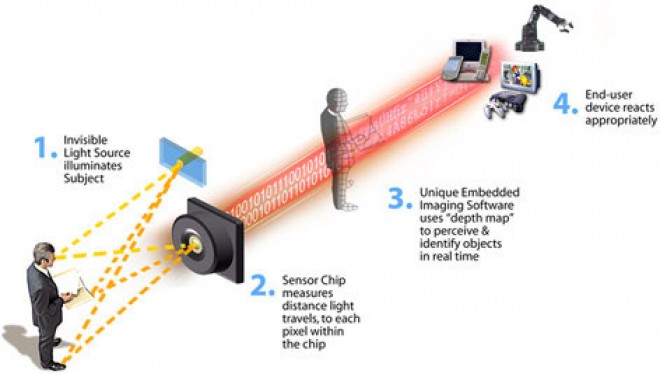 1. Invisible
Light Source
illuminates
Subject
2. Sensor Chip
measures
distance light
travels, to each
pixel within
the chip
3. Unique Embedded
Imaging Software
uses "depth map"
to perceive &
identify objects
in real time
4. End-user
device reacts
appropriately